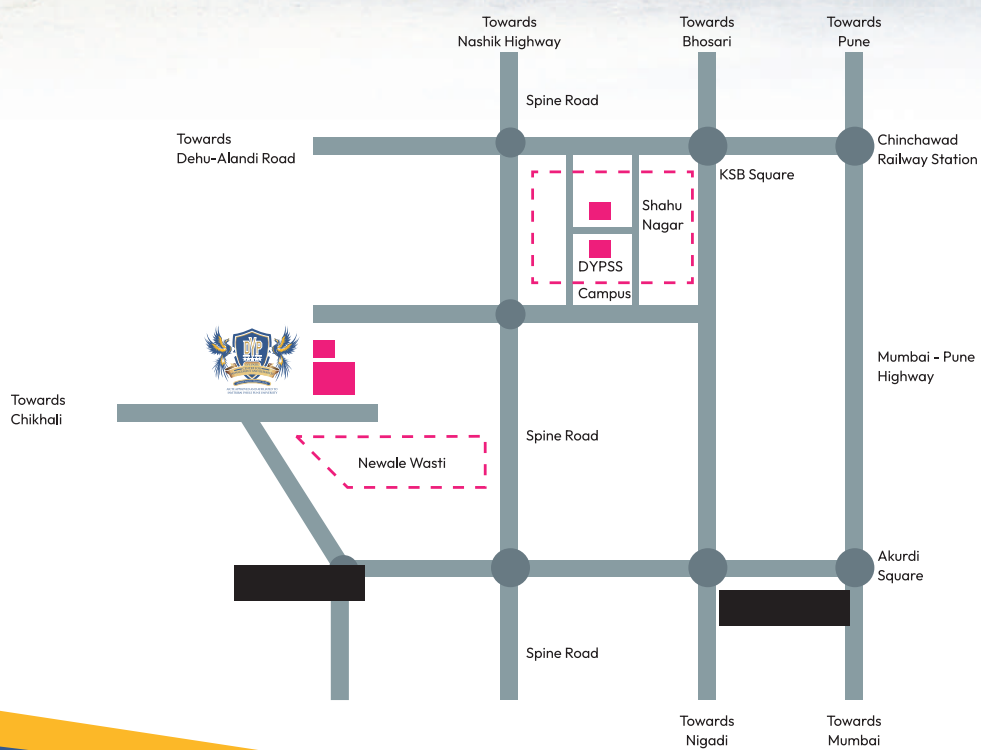 Towards
Nashik Highway
Towards
Bhosari
Towards
Pune
Spine Road
Towards
Dehu-Alandi Road
Chinchawad
Railway Station
KSB Square
Shahu
Nagar
DYPSS
Campus
Mumbai - Pune
Highway
Towards
Chikhali
Spine Road
Newale Wasti
Akurdi
Square
Spine Road
Towards
Nigadi
Towards
Mumbai